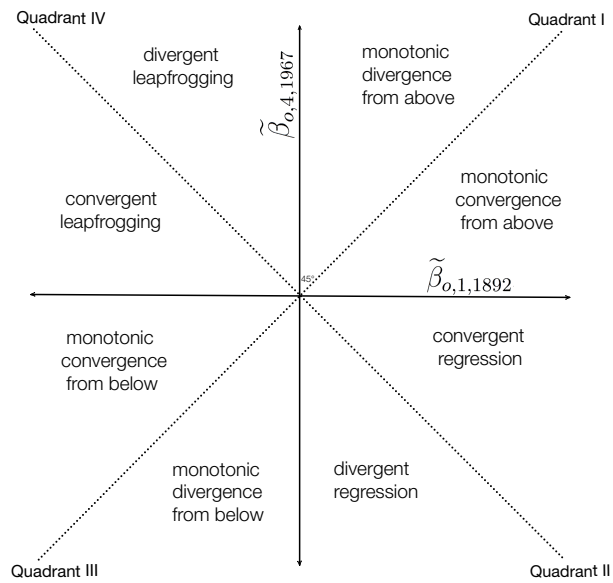 Quadrant IV
Quadrant I
divergent
leapfrogging
monotonic
divergence
from above
β̃o,4,1967
convergent
leapfrogging
monotonic
convergence
from above
45°
β̃o,1,1892
monotonic
convergence
from below
convergent
regression
monotonic
divergence
from below
divergent
regression
Quadrant III
Quadrant II